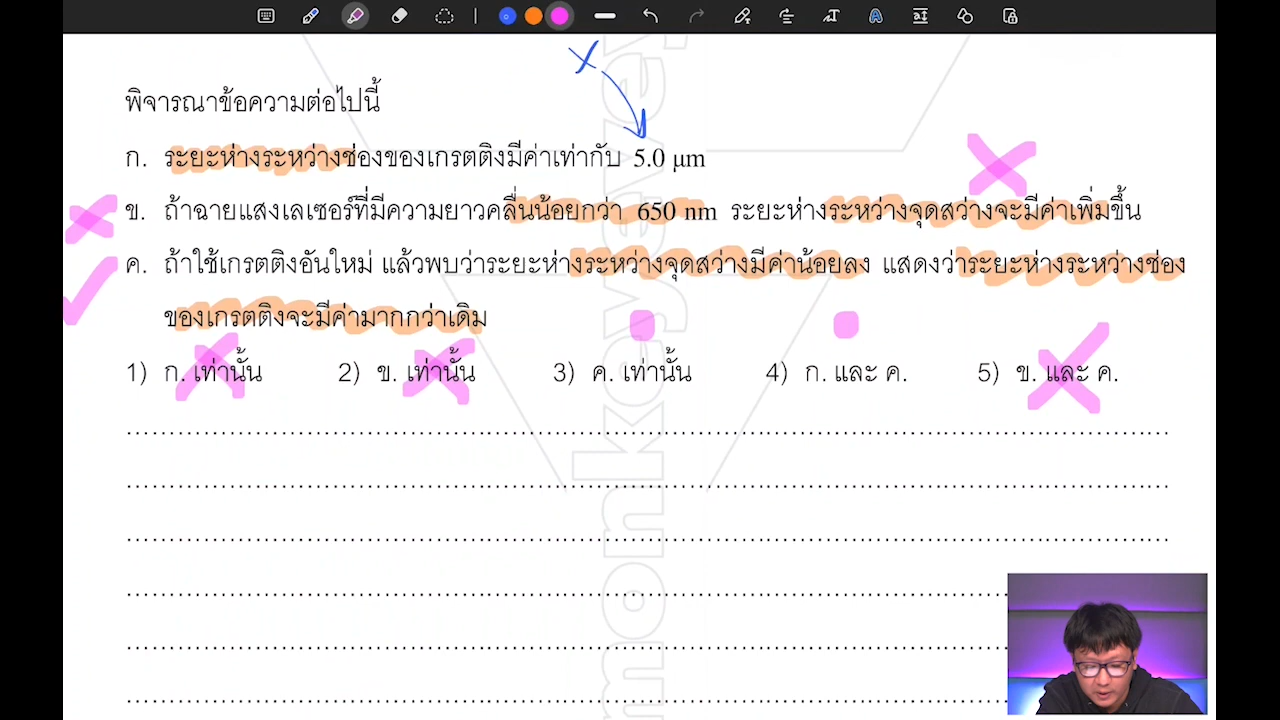 พิจารณาข้อความต่อไปนี้
ก. ระยะห่างระหว่างช่องของเกรตติงมีค่าเท่ากับ 5.0 μm
ข. ถ้าฉายแสงเลเซอร์ที่มีความยาวคลื่นน้อยกว่า 650 nm ระยะห่างระหว่างจุดสว่างจะมีค่าเพิ่มขึ้น
ค. ถ้าใช้เกรตติงอันใหม่ แล้วพบว่าระยะห่างระหว่างจุดสว่างมีค่าน้อยลง แสดงว่าระยะห่างระหว่างช่อง
ของเกรตติงจะมีค่ามากกว่าเดิม
1) ก. เท่านั้น 2) ข. เท่านั้น 3) ค. เท่านั้น 4) ก. และ ค. 5) ข. และ ค.
monkeyeve